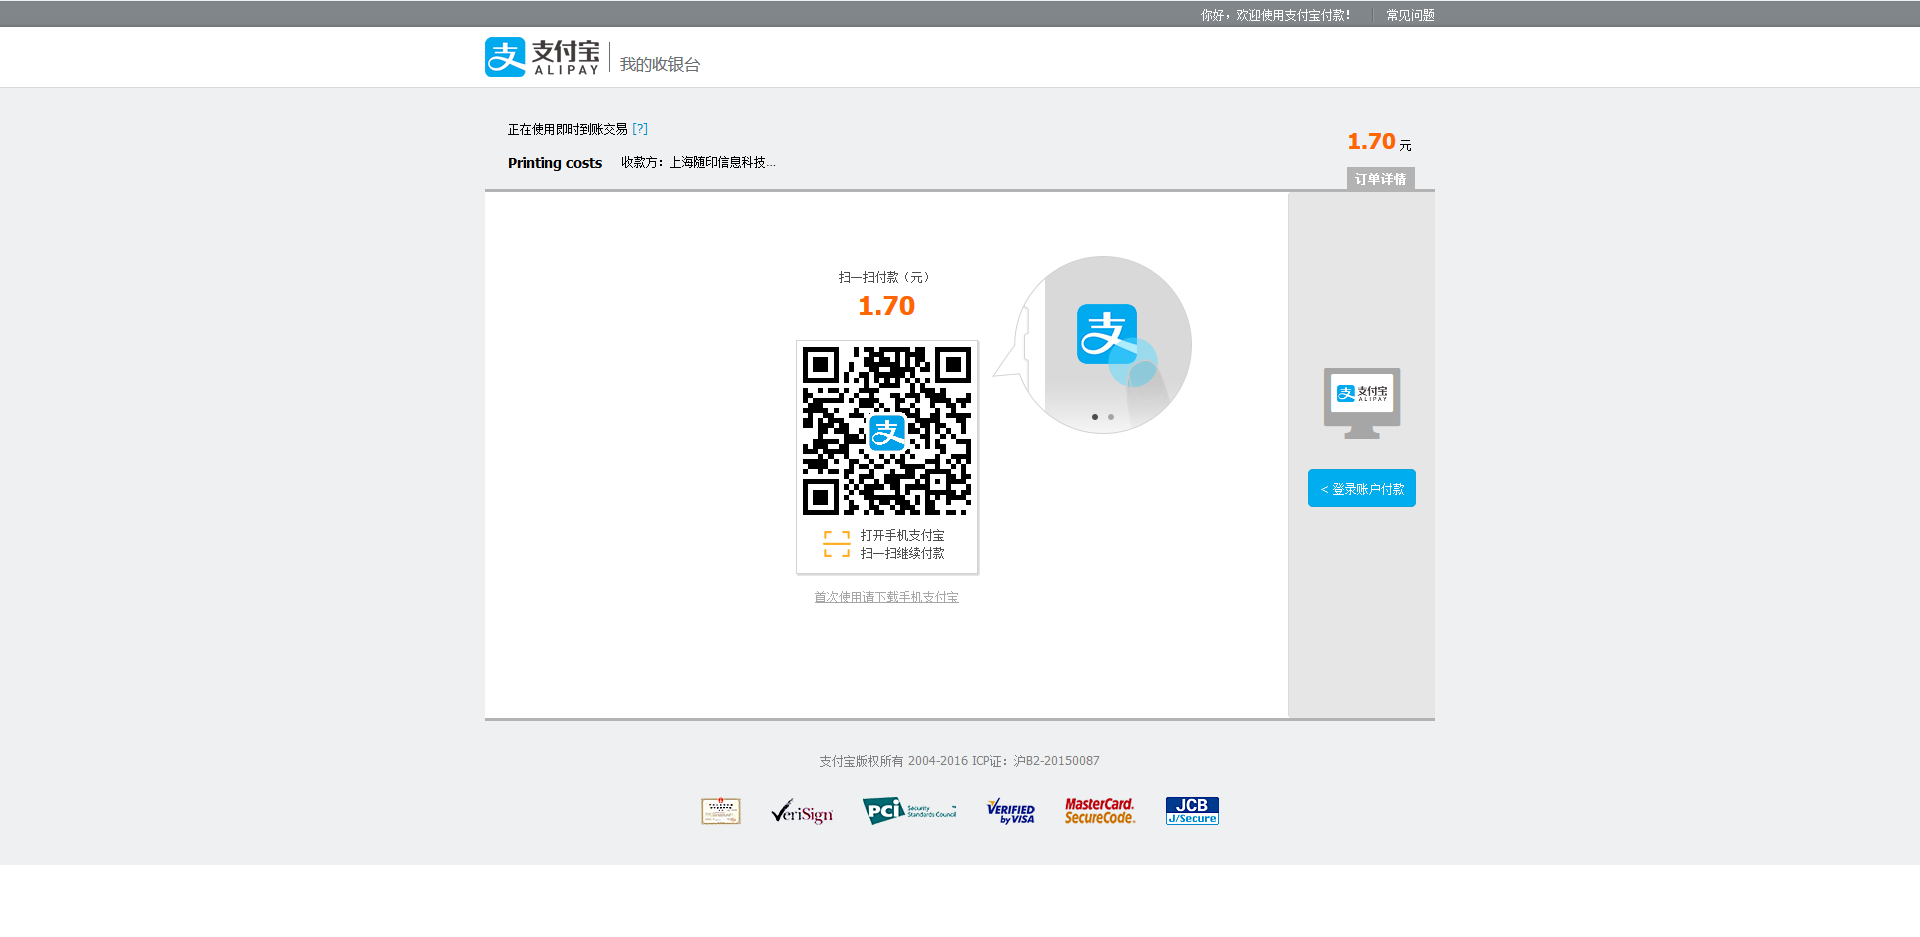 你好，欢迎使用支付宝付款！ 常见问题
支 支付宝 ALIPAY 我的收银台
正在使用即时到账交易 [?]
1.70 元
Printing costs 收款方：上海随印信息科技...
订单详情
扫一扫付款（元）
1.70
支
支
支付宝
ALIPAY
< 登录账户付款
打开手机支付宝
扫一扫继续付款
首次使用请下载手机支付宝
支付宝版权所有 2004-2016 ICP证：沪B2-20150087
VeriSign
PCI Security Standards Council
VERIFIED by VISA
MasterCard. SecureCode.
JCB J/Secure